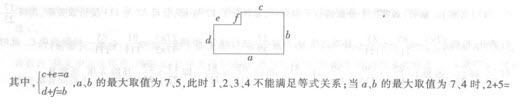 c
e f
d b
a
其中,{c+e=a
d+f=b,a、b 的最大取值为 7、5,此时 1、2、3、4 不能满足等式关系;当 a、b 的最大取值为 7、4 时,2+5=